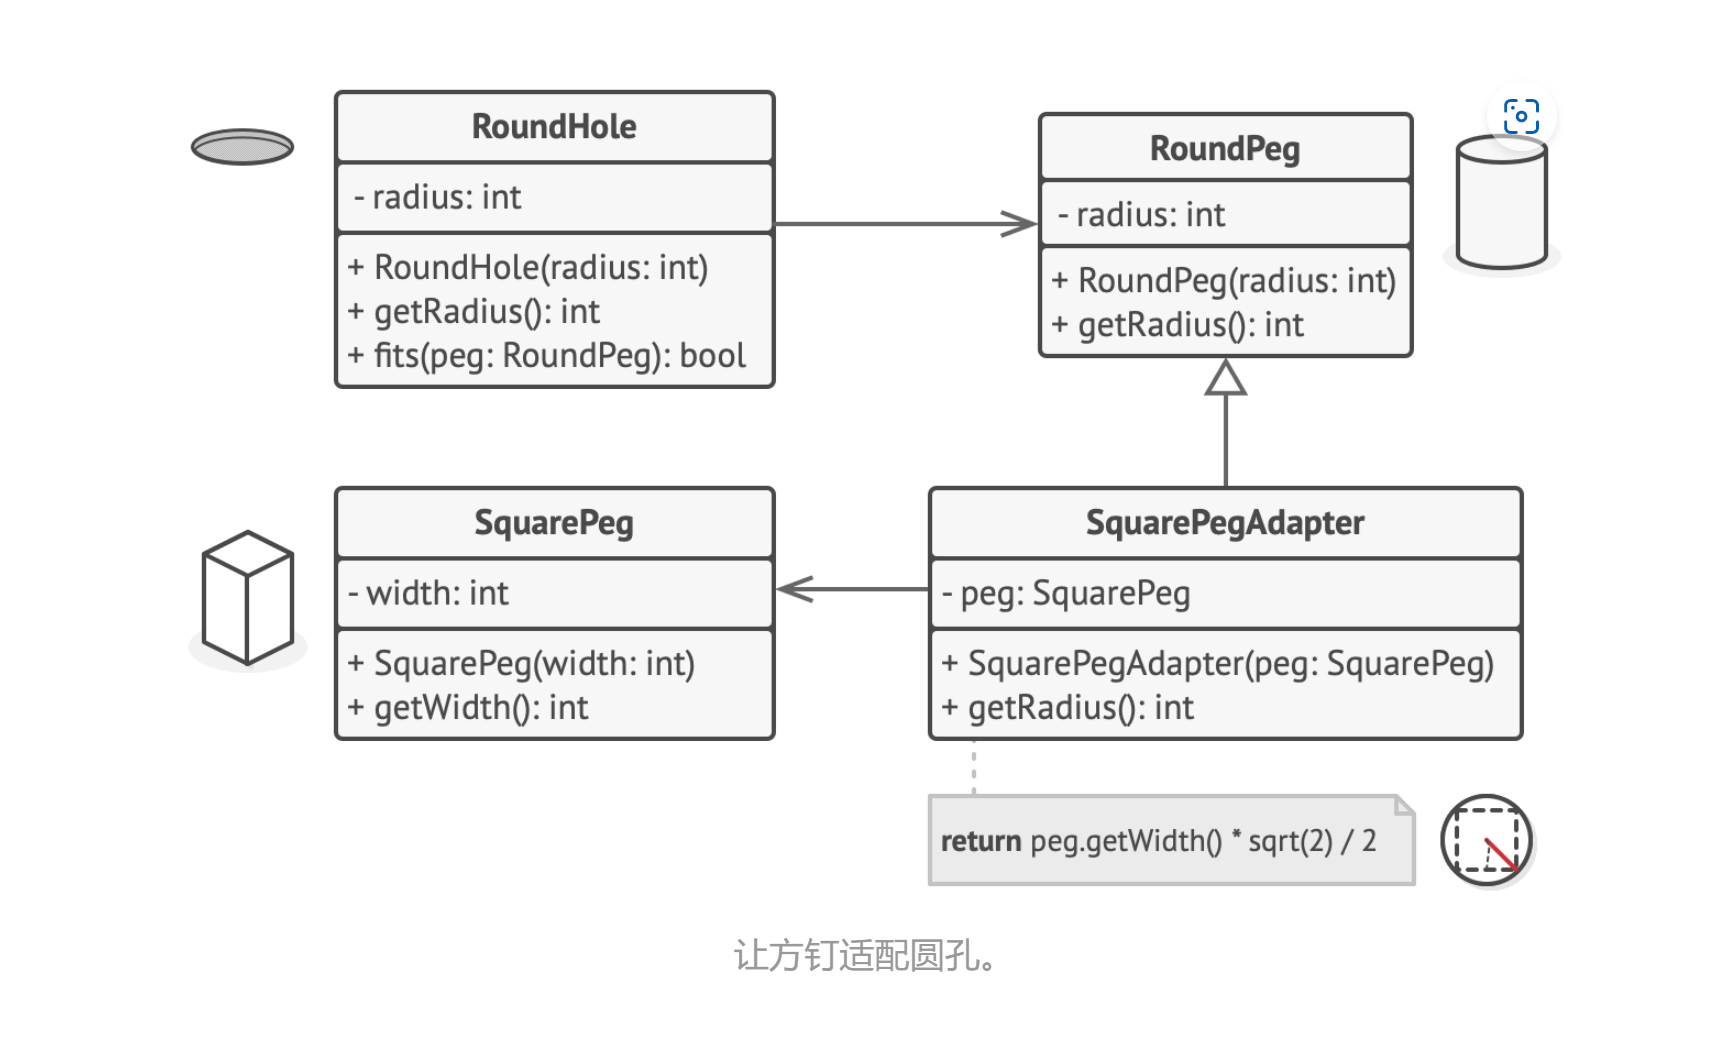 RoundHole
- radius: int
+ RoundHole(radius: int)
+ getRadius(): int
+ fits(peg: RoundPeg): bool
RoundPeg
- radius: int
+ RoundPeg(radius: int)
+ getRadius(): int
SquarePeg
- width: int
+ SquarePeg(width: int)
+ getWidth(): int
SquarePegAdapter
- peg: SquarePeg
+ SquarePegAdapter(peg: SquarePeg)
+ getRadius(): int
return peg.getWidth() * sqrt(2) / 2
让方钉适配圆孔。